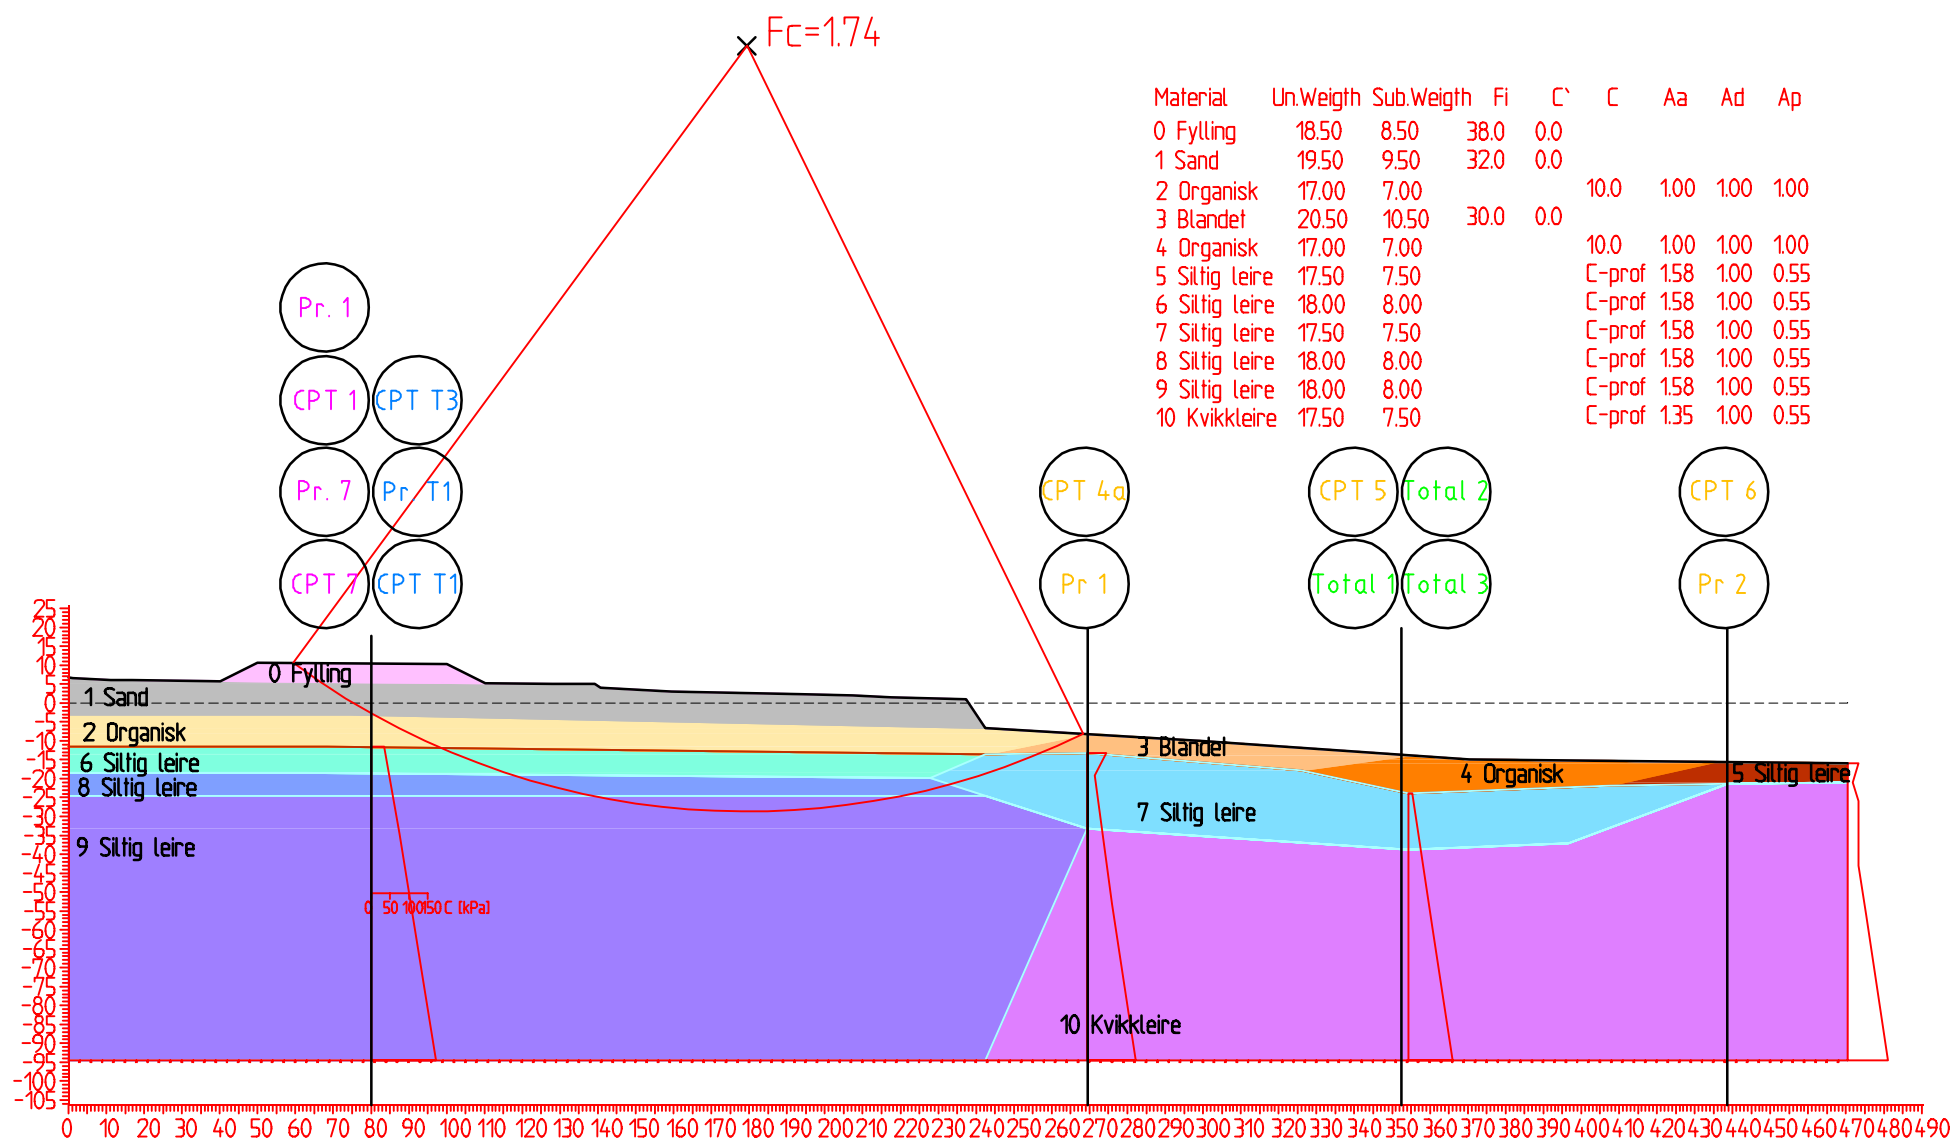 Fc=1.74
Material Un.Weigth Sub.Weigth Fi C` C Aa Ad Ap
0 Fylling 18.50 8.50 38.0 0.0
1 Sand 19.50 9.50 32.0 0.0
2 Organisk 17.00 7.00 10.0 1.00 1.00 1.00
3 Blandet 20.50 10.50 30.0 0.0
4 Organisk 17.00 7.00 10.0 1.00 1.00 1.00
5 Siltig leire 17.50 7.50 C-prof 1.58 1.00 0.55
6 Siltig leire 18.00 8.00 C-prof 1.58 1.00 0.55
7 Siltig leire 17.50 7.50 C-prof 1.58 1.00 0.55
8 Siltig leire 18.00 8.00 C-prof 1.58 1.00 0.55
9 Siltig leire 18.00 8.00 C-prof 1.58 1.00 0.55
10 Kvikkleire 17.50 7.50 C-prof 1.35 1.00 0.55
Pr. 1
CPT 1 CPT T3
Pr. 7 Pr. T1 CPT 4a CPT 5 Total 2 CPT 6
CPT 7 CPT T1 Pr 1 Total 1 Total 3 Pr 2
25
20
15
10
5
0
-5
-10
-15
-20
-25
-30
-35
-40
-45
-50
-55
-60
-65
-70
-75
-80
-85
-90
-95
-100
-105
0 Fylling
1 Sand
2 Organisk
3 Blandet
6 Siltig leire
4 Organisk
5 Siltig leire
8 Siltig leire
7 Siltig leire
9 Siltig leire
0 50 100 150 C [kPa]
10 Kvikkleire
0 10 20 30 40 50 60 70 80 90 100 110 120 130 140 150 160 170 180 190 200 210 220 230 240 250 260 270 280 290 300 310 320 330 340 350 360 370 380 390 400 410 420 430 440 450 460 470 480 490